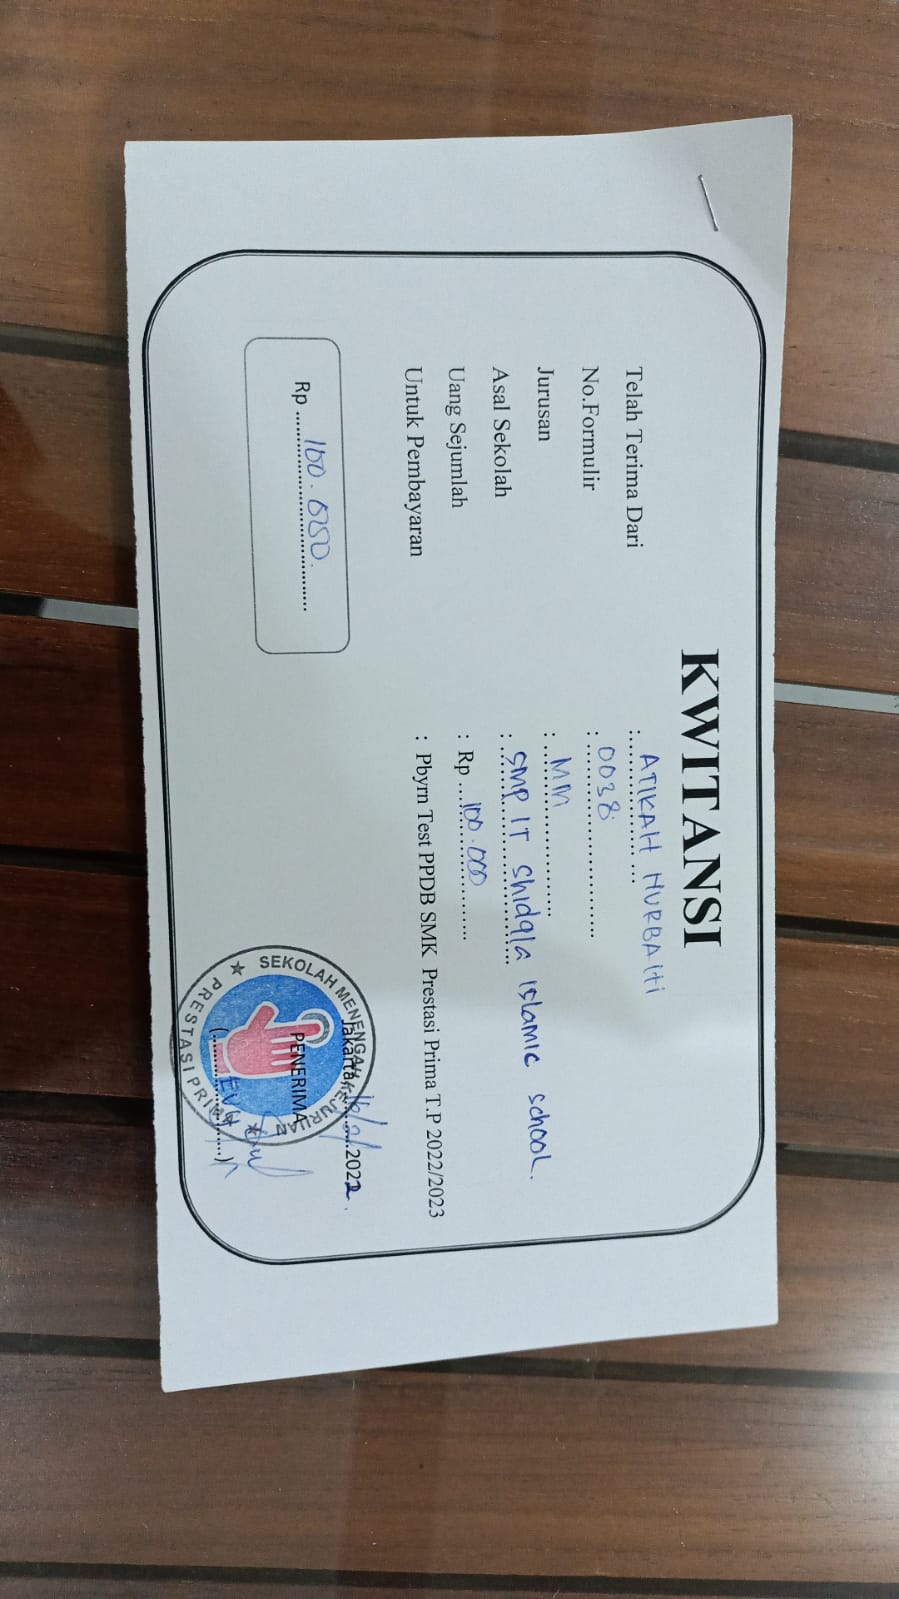 KWITANSI
Telah Terima Dari : ATIKAH NURBAITI
No.Formulir : 0038
Jurusan : MM
Asal Sekolah : SMP IT Shidqia Islamic School.
Uang Sejumlah : Rp 100.000
Untuk Pembayaran : Pbyrn Test PPDB SMK Prestasi Prima T.P 2022/2023
Jakarta, 16/2/2022.
Rp 100.000.
PENERIMA
SEKOLAH MENENGAH KEJURUAN
PRESTASI PRIMA